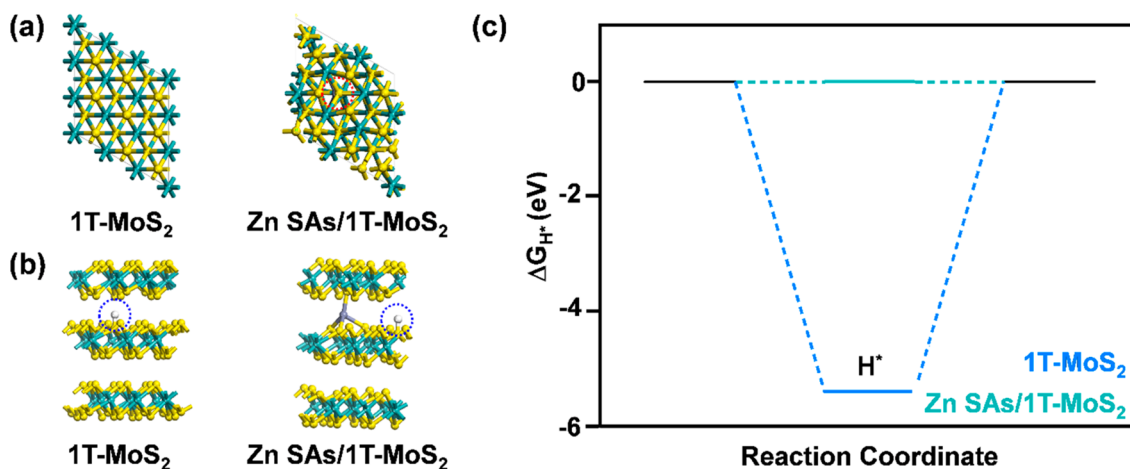 (a)
1T-MoS₂
Zn SAs/1T-MoS₂
(b)
1T-MoS₂
Zn SAs/1T-MoS₂
(c)
ΔG_H* (eV)
0
-2
-4
-6
H*
1T-MoS₂
Zn SAs/1T-MoS₂
Reaction Coordinate